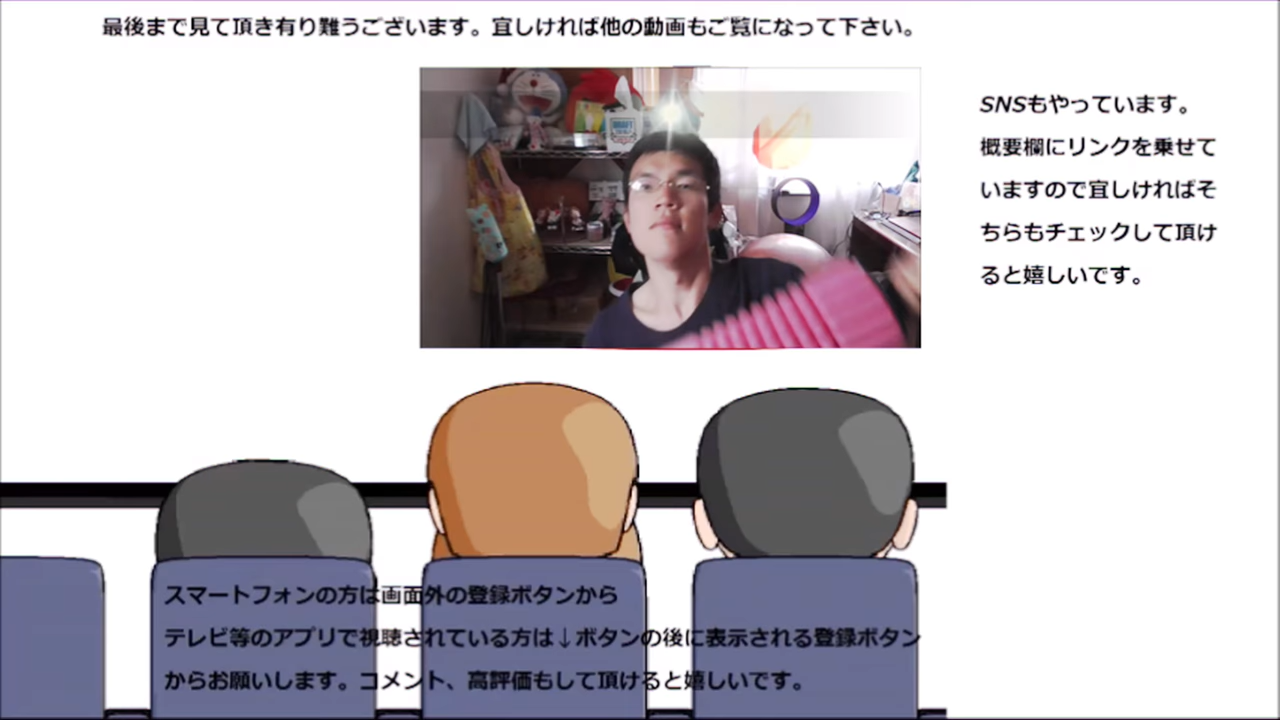 最後まで見て頂き有り難うございます。宜しければ他の動画もご覧になって下さい。
SNSもやっています。
概要欄にリンクを乗せて
いますので宜しければそ
ちらもチェックして頂け
ると嬉しいです。
スマートフォンの方は画面外の登録ボタンから
テレビ等のアプリで視聴されている方は↓ボタンの後に表示される登録ボタン
からお願いします。コメント、高評価もして頂けると嬉しいです。